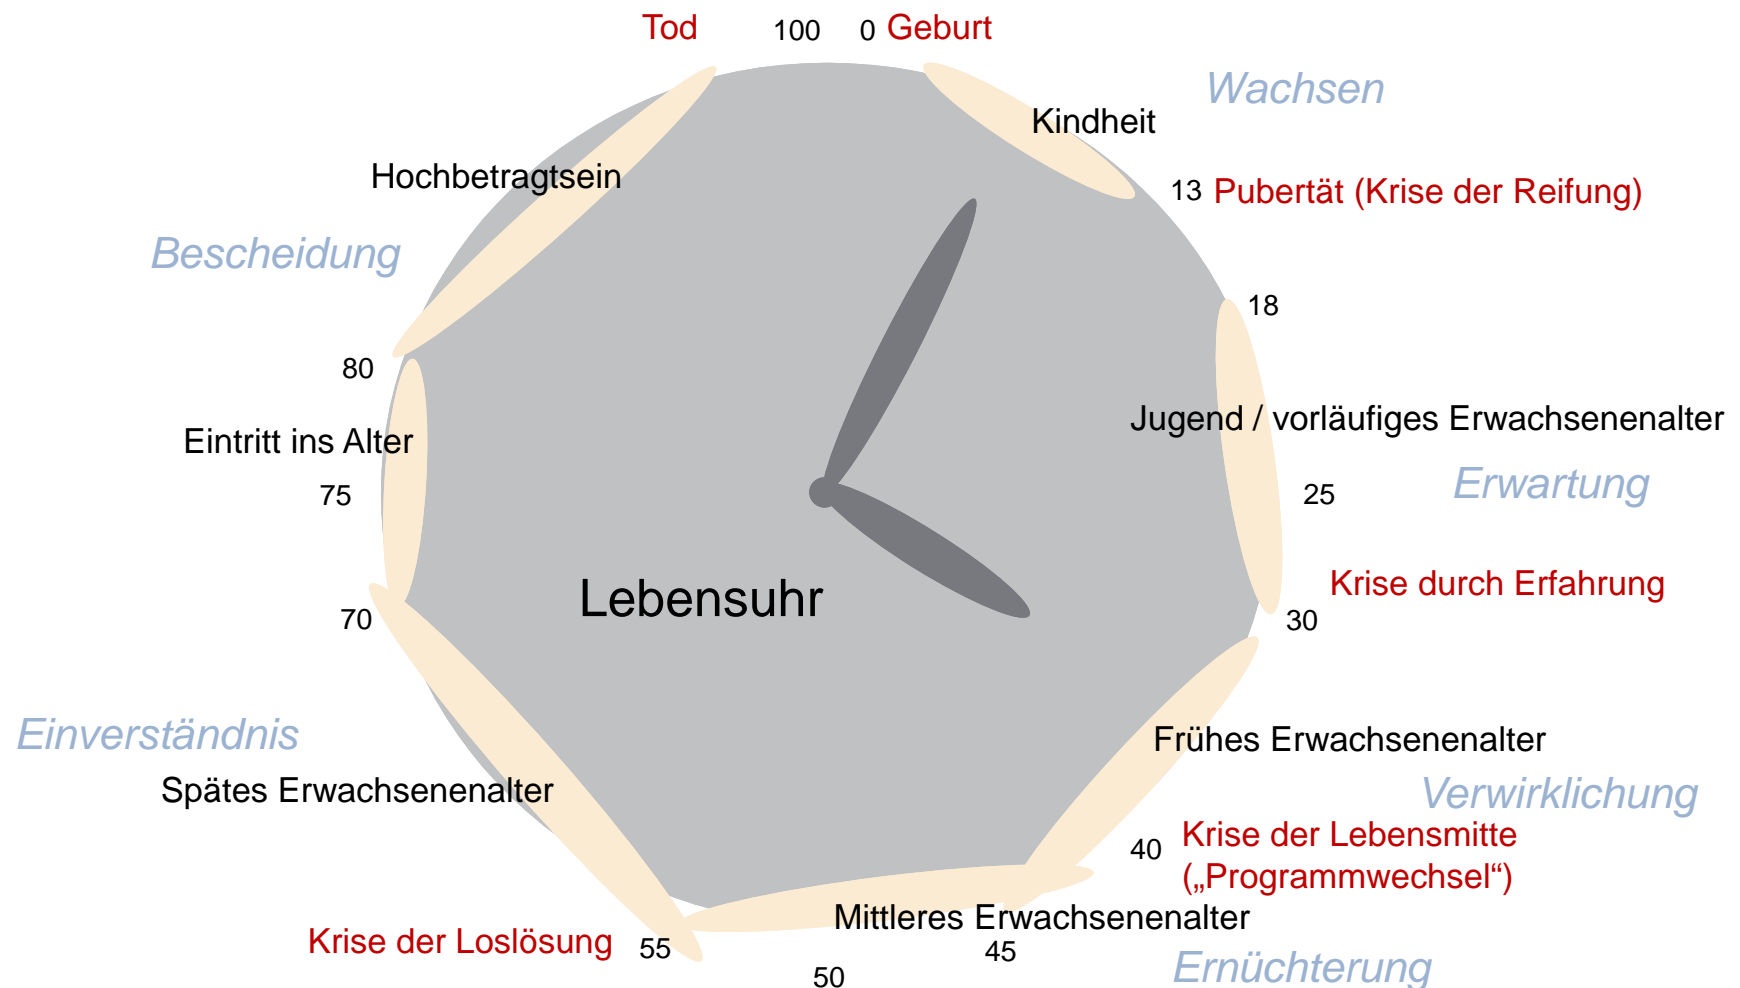 Tod
100
0 Geburt
Wachsen
Kindheit
Hochbetragtsein
13 Pubertät (Krise der Reifung)
Bescheidung
18
80
Jugend / vorläufiges Erwachsenenalter
Eintritt ins Alter
Erwartung
75
25
Krise durch Erfahrung
Lebensuhr
70
30
Einverständnis
Frühes Erwachsenenalter
Spätes Erwachsenenalter
Verwirklichung
40 Krise der Lebensmitte
(„Programmwechsel“)
Mittleres Erwachsenenalter
Krise der Loslösung 55
45
50
Ernüchterung